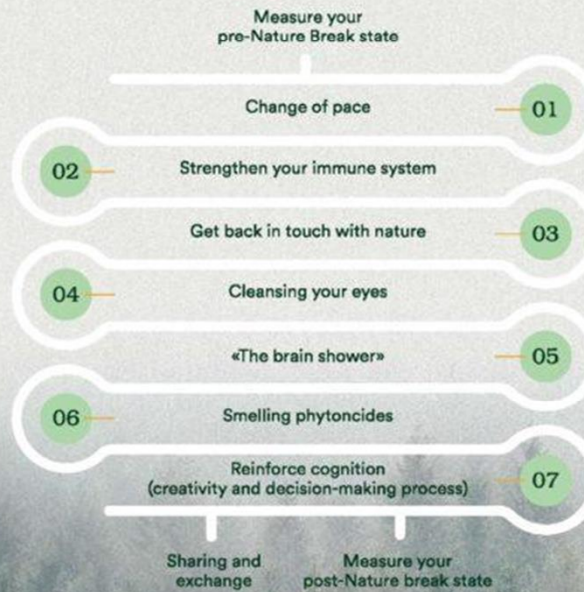 Measure your
pre-Nature Break state
Change of pace
01
02
Strengthen your immune system
Get back in touch with nature
03
04
Cleansing your eyes
«The brain shower»
05
06
Smelling phytoncides
Reinforce cognition
(creativity and decision-making process)
07
Sharing and
exchange
Measure your
post-Nature break state